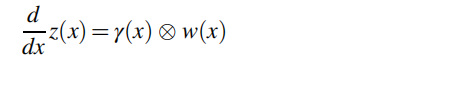 d/dx z(x) = γ(x) ⊗ w(x)